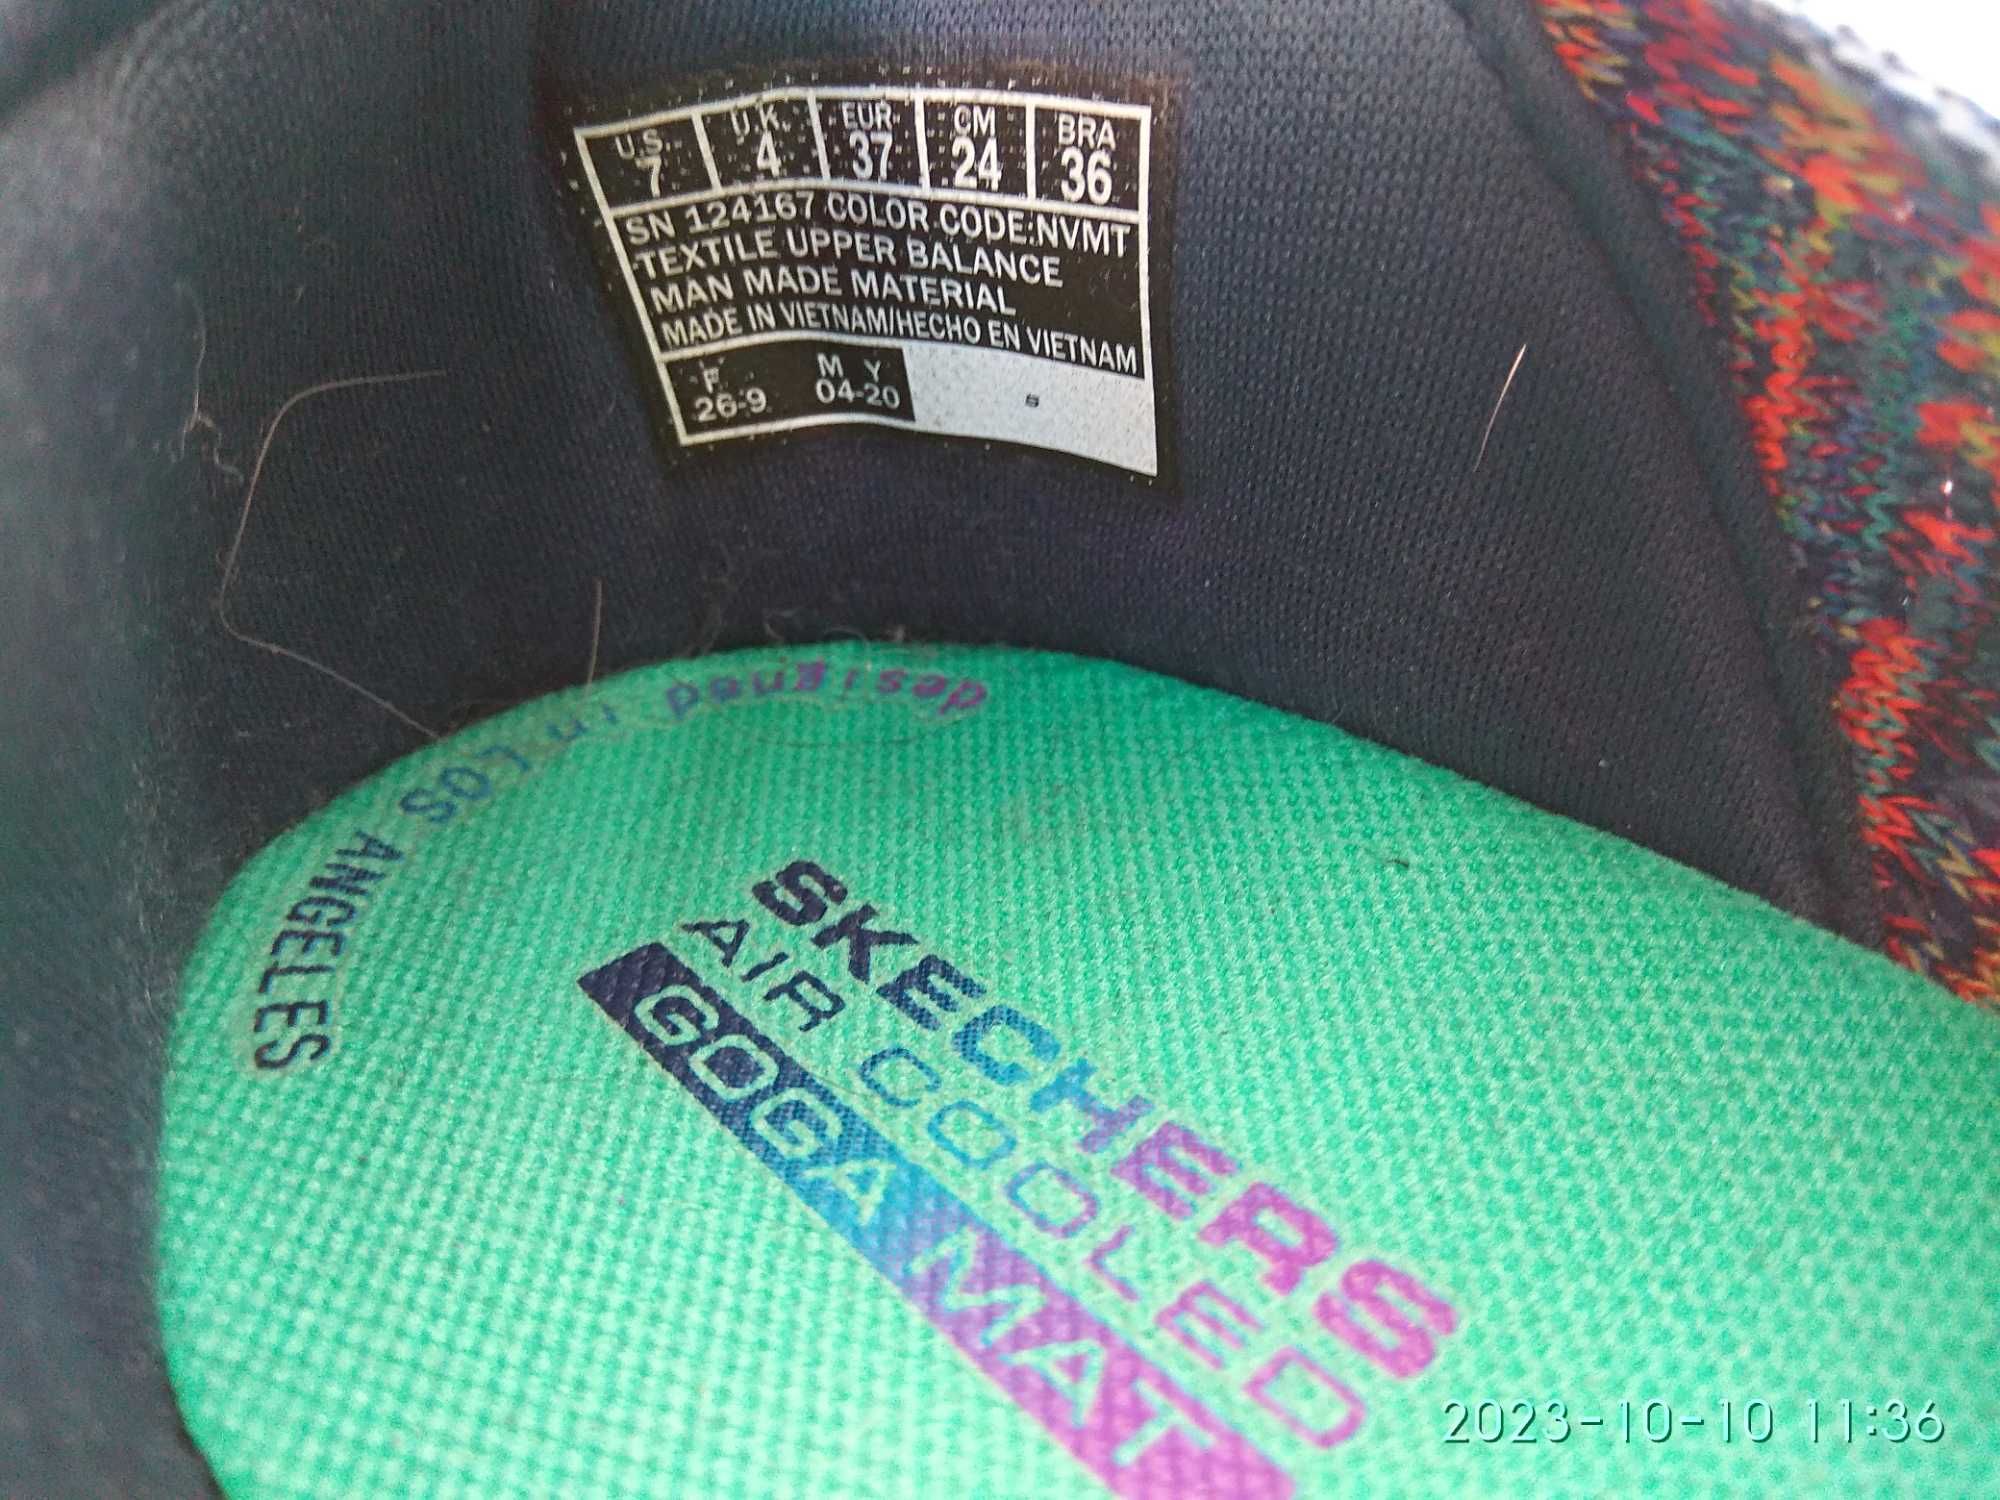 U.S. U.K. EUR CM BRA
7 4 37 24 36
SN 124167 COLOR CODE:NVMT
TEXTILE UPPER BALANCE
MAN MADE MATERIAL
MADE IN VIETNAM/HECHO EN VIETNAM
F M Y
26-9 04-20 s
designed in LOS ANGELES
SKECHERS
AIR COOLED
GOGA MAT
2023-10-10 11:36